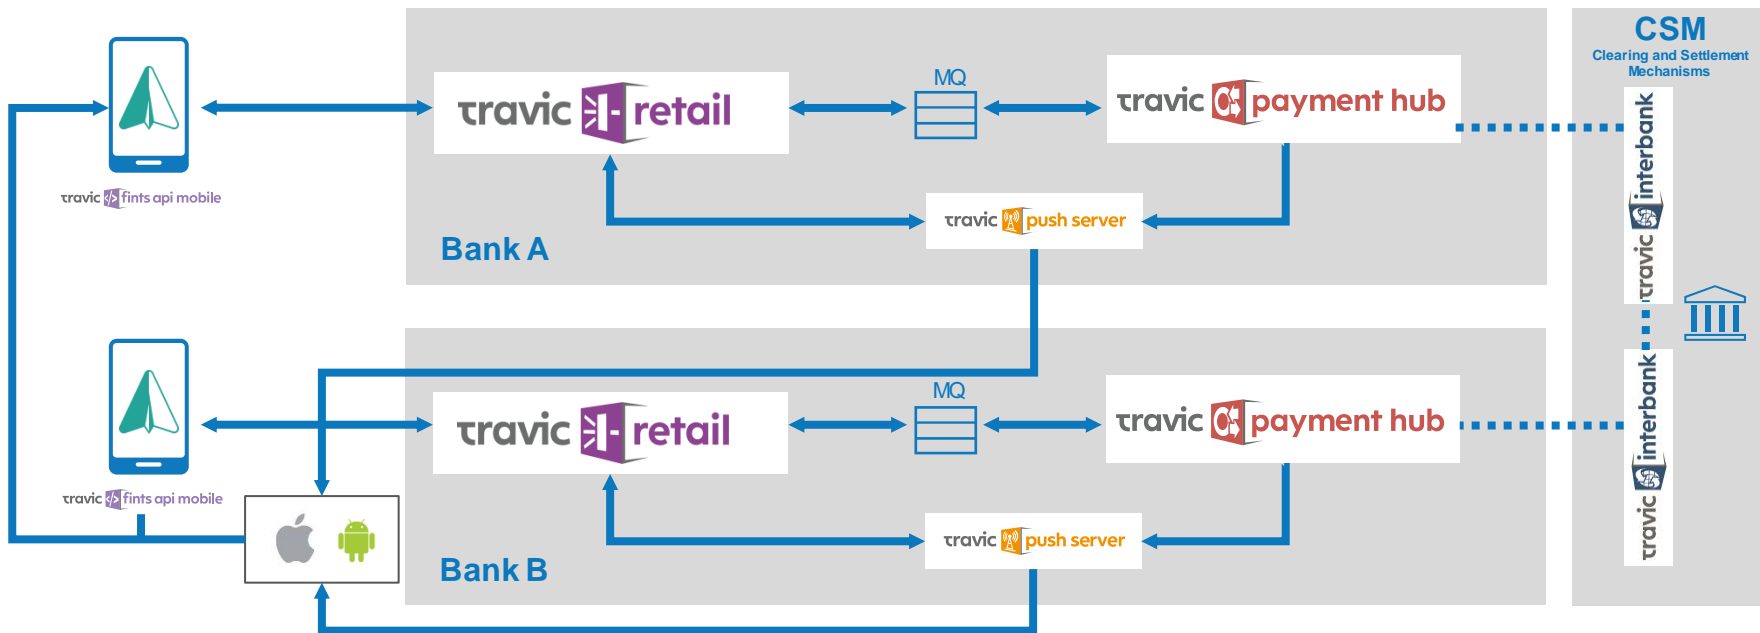 CSM
Clearing and Settlement
Mechanisms
travic retail
MQ
travic payment hub
travic interbank
travic fints api mobile
travic push server
Bank A
MQ
travic retail
travic payment hub
travic interbank
travic fints api mobile
travic push server
Bank B